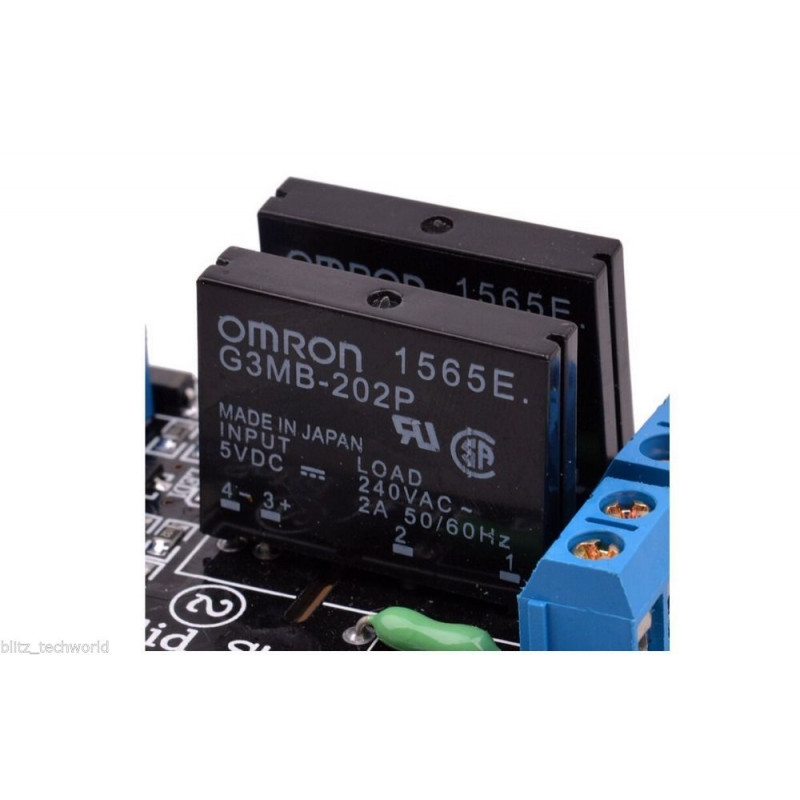 OMRON 1565E.
OMRON 1565E.
G3MB-202P
MADE IN JAPAN
INPUT
5VDC
LOAD
240VAC~
2A 50/60Hz
4- 3+
2
1
2
blitz_techworld